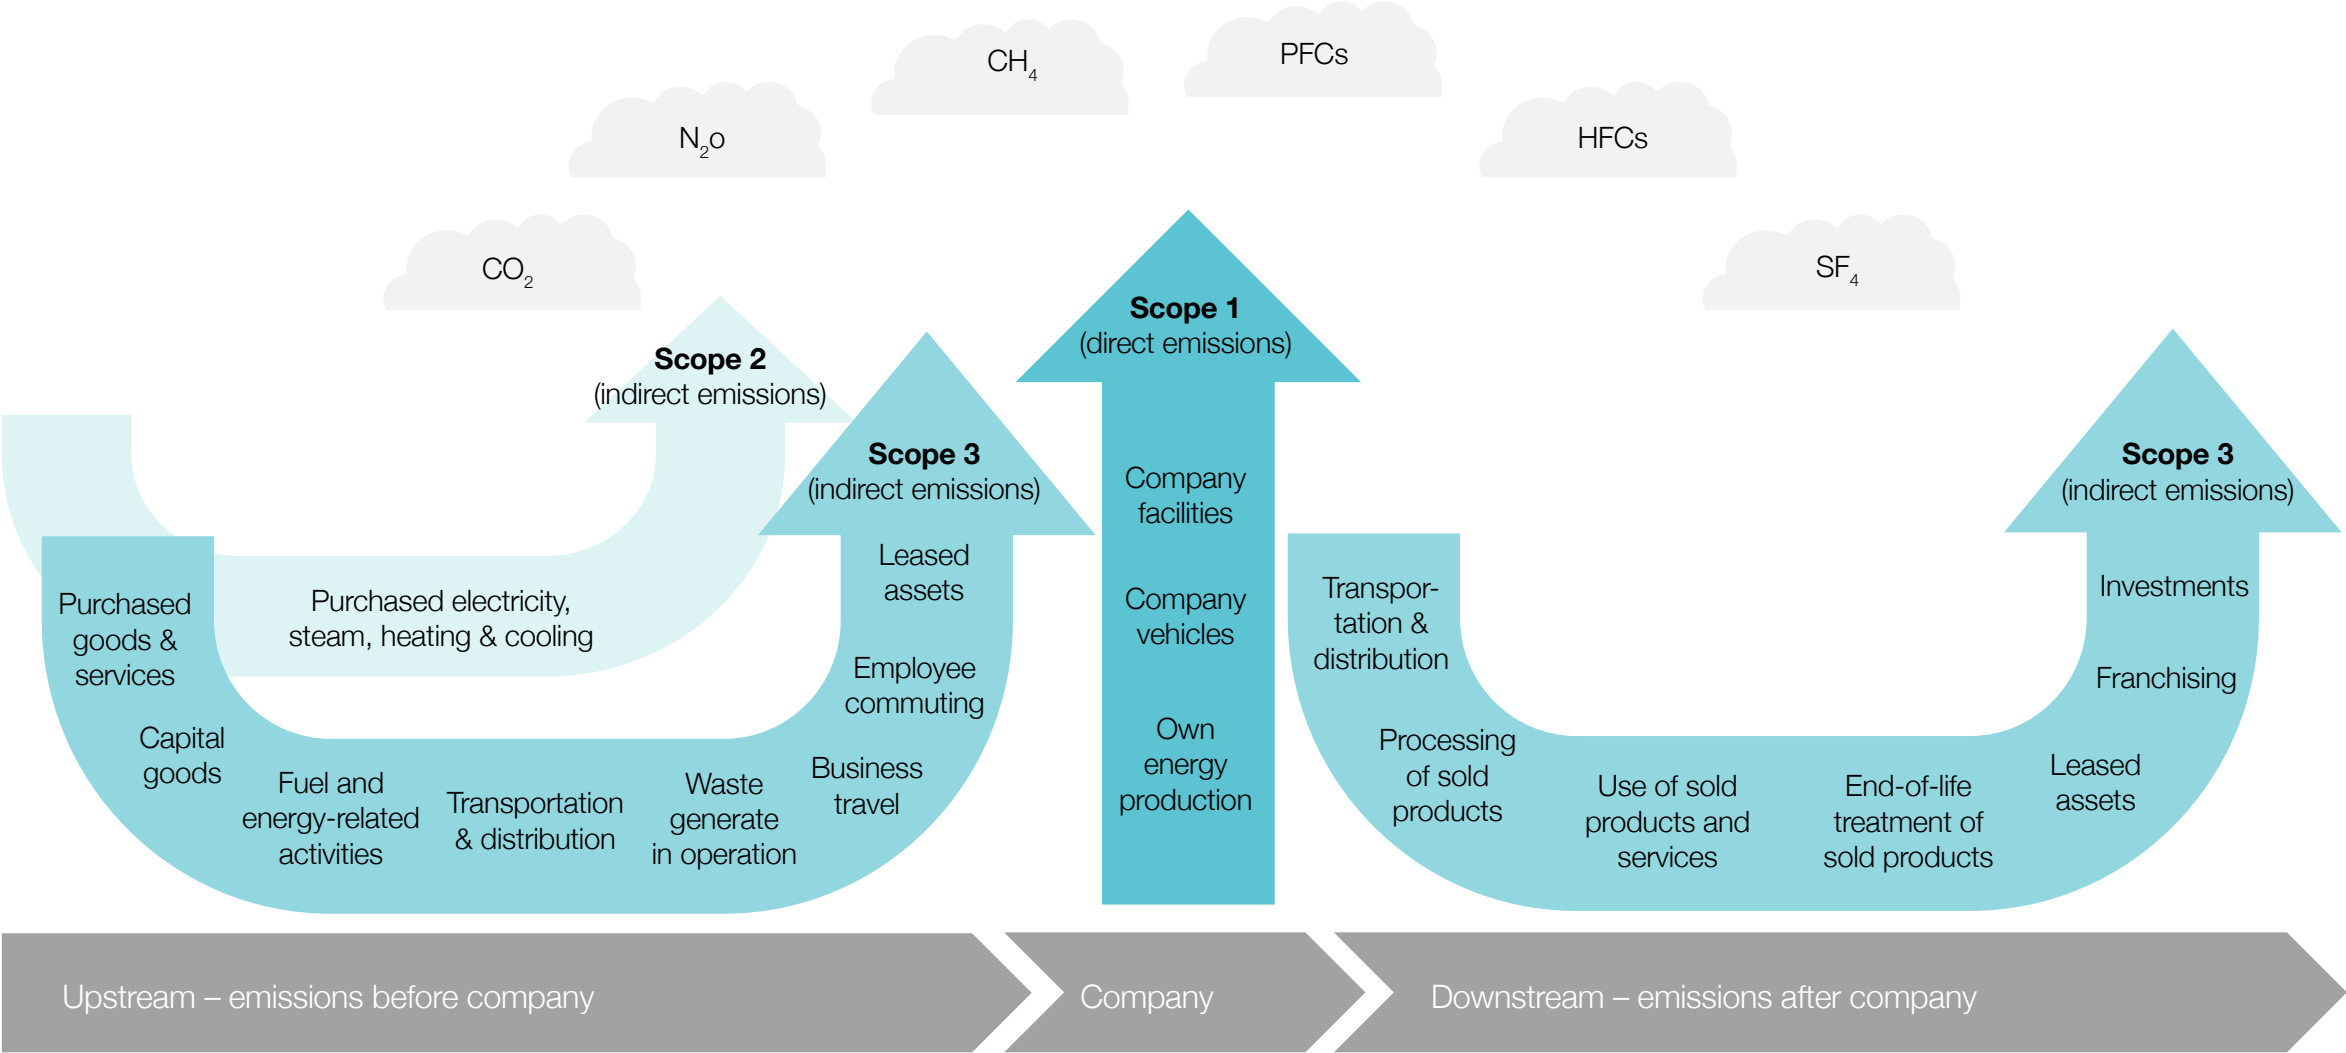 CH₄
PFCs
N₂o
HFCs
CO₂
SF₄
Scope 2
(indirect emissions)
Purchased electricity,
steam, heating & cooling
Scope 3
(indirect emissions)
Purchased
goods &
services
Capital
goods
Fuel and
energy-related
activities
Transportation
& distribution
Waste
generate
in operation
Business
travel
Employee
commuting
Leased
assets
Scope 1
(direct emissions)
Company
facilities
Company
vehicles
Own
energy
production
Scope 3
(indirect emissions)
Transpor-
tation &
distribution
Processing
of sold
products
Use of sold
products and
services
End-of-life
treatment of
sold products
Leased
assets
Franchising
Investments
Upstream – emissions before company
Company
Downstream – emissions after company